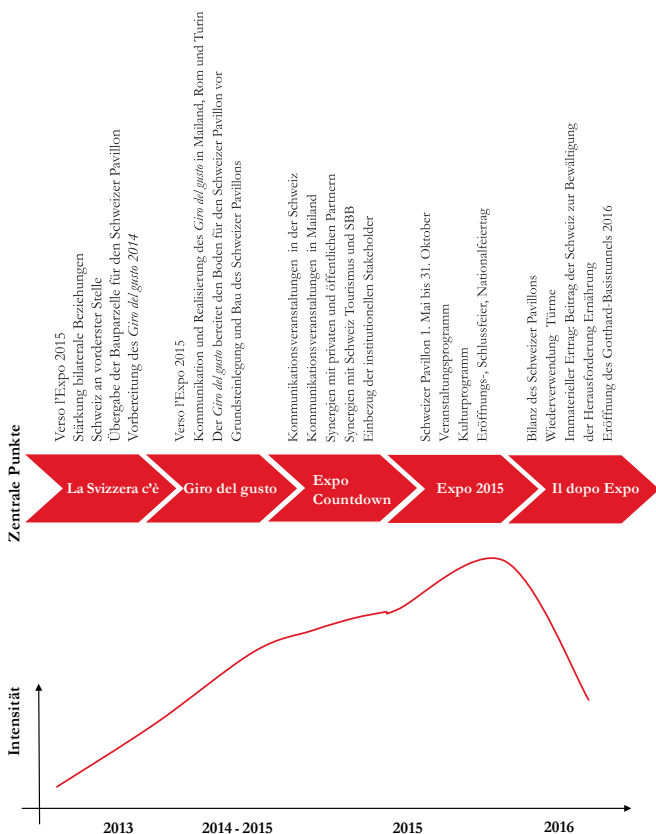 Zentrale Punkte
Verso l'Expo 2015
Stärkung bilaterale Beziehungen
Schweiz an vorderster Stelle
Übergabe der Bauparzelle für den Schweizer Pavillon
Vorbereitung des Giro del gusto 2014
Verso l'Expo 2015
Kommunikation und Realisierung des Giro del gusto in Mailand, Rom und Turin
Der Giro del gusto bereitet den Boden für den Schweizer Pavillon vor
Grundsteinlegung und Bau des Schweizer Pavillons
Kommunikationsveranstaltungen in der Schweiz
Kommunikationsveranstaltungen in Mailand
Synergien mit privaten und öffentlichen Partnern
Synergien mit Schweiz Tourismus und SBB
Einbezug der institutionellen Stakeholder
Schweizer Pavillon 1. Mai bis 31. Oktober
Veranstaltungsprogramm
Kulturprogramm
Eröffnungs-, Schlussfeier, Nationalfeiertag
Bilanz des Schweizer Pavillons
Wiederverwendung Türme
Immaterieller Ertrag: Beitrag der Schweiz zur Bewältigung
der Herausforderung Ernährung
Eröffnung des Gotthard-Basistunnels 2016
La Svizzera c'è
Giro del gusto
Expo
Countdown
Expo 2015
Il dopo Expo
Intensität
2013
2014 - 2015
2015
2016